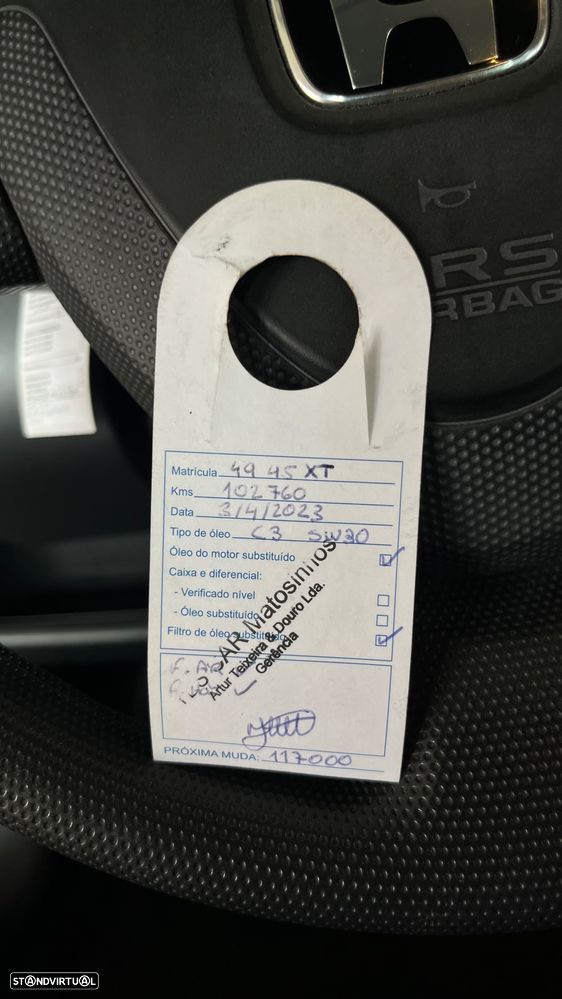 SRS
AIRBAG
Matrícula 49 45 XT
Kms 102760
Data 3/4/2023
Tipo de óleo C3 5W30
Óleo do motor substituído
Caixa e diferencial:
- Verificado nível
- Óleo substituído
Filtro de óleo substituído
CAR Matosinhos
Artur Teixeira & Douro Lda.
Gerência
F. AR
PRÓXIMA MUDA: 117000
STANDVIRTUAL